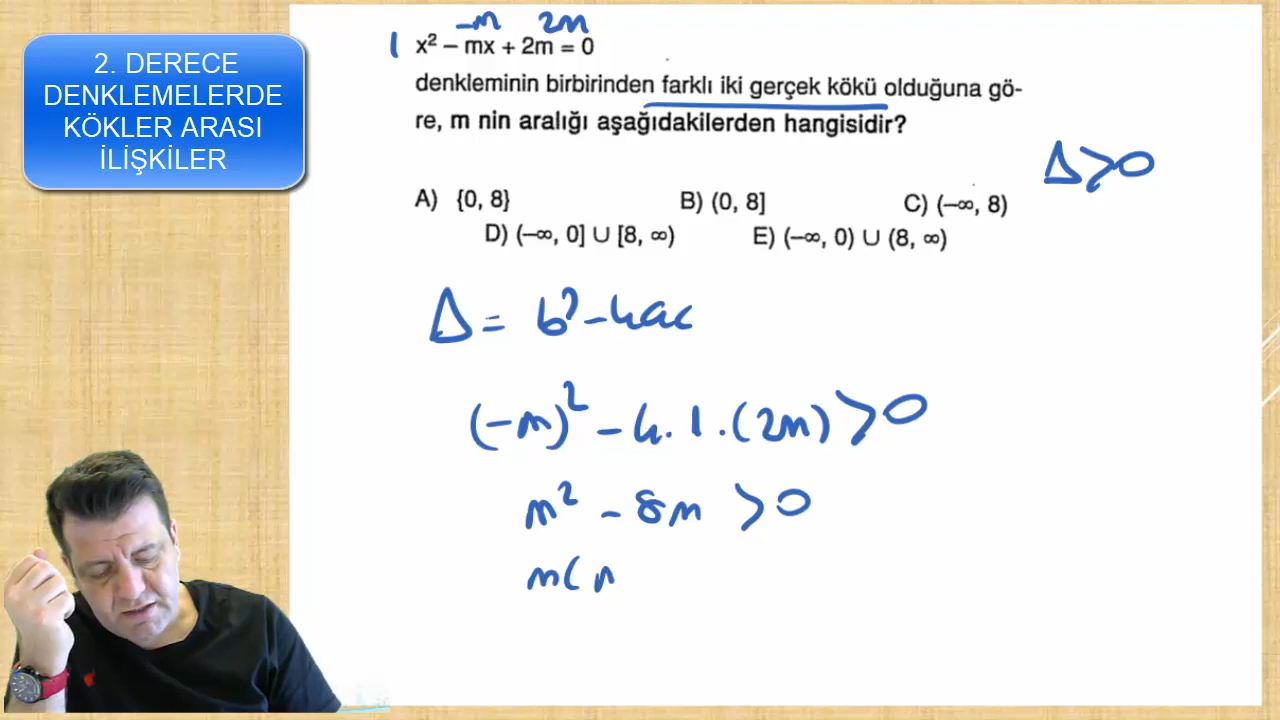 2. DERECE
DENKLEMELERDE
KÖKLER ARASI
İLİŞKİLER
-m 2m
1 x² – mx + 2m = 0
denkleminin birbirinden farklı iki gerçek kökü olduğuna gö-
re, m nin aralığı aşağıdakilerden hangisidir?
Δ>0
A) {0, 8} B) (0, 8] C) (–∞, 8)
D) (–∞, 0] ∪ [8, ∞) E) (–∞, 0) ∪ (8, ∞)
Δ = b² - 4ac
(-m)² - 4.1.(2m) > 0
m² - 8m > 0
m( m